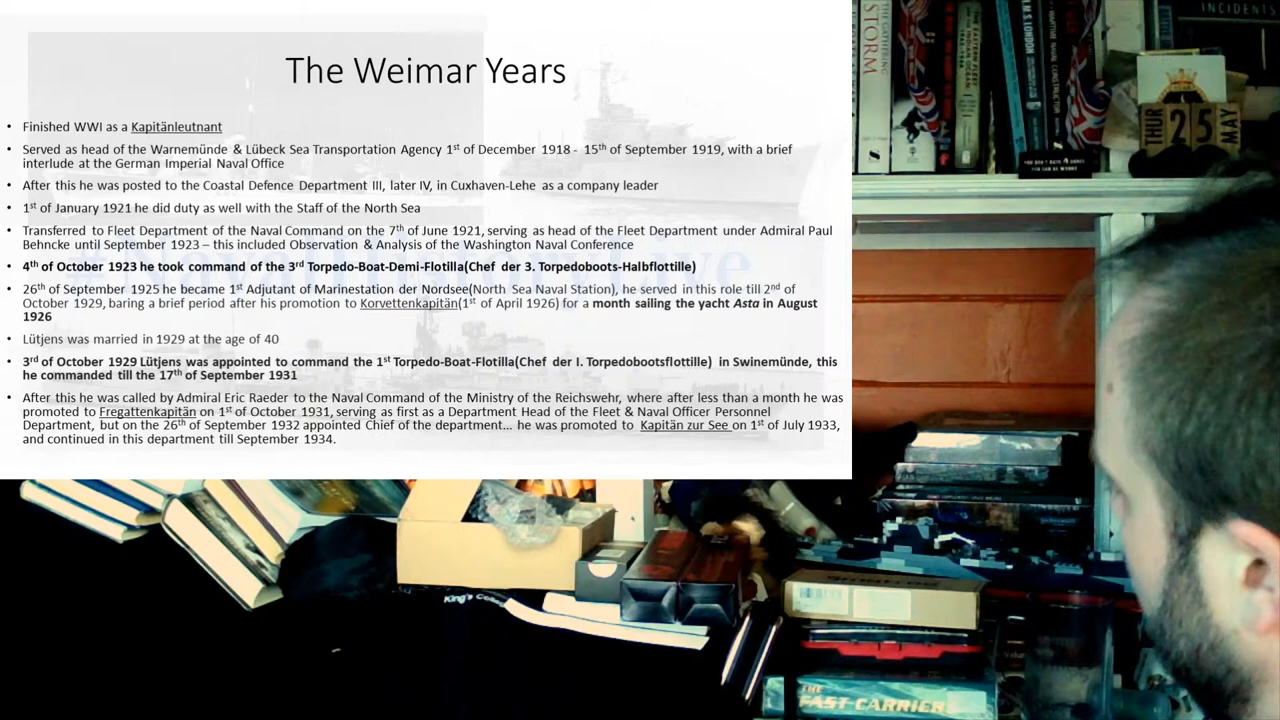 The Weimar Years
• Finished WWI as a Kapitänleutnant
• Served as head of the Warnemünde & Lübeck Sea Transportation Agency 1st of December 1918 - 15th of September 1919, with a brief
interlude at the German Imperial Naval Office
• After this he was posted to the Coastal Defence Department III, later IV, in Cuxhaven-Lehe as a company leader
• 1st of January 1921 he did duty as well with the Staff of the North Sea
• Transferred to Fleet Department of the Naval Command on the 7th of June 1921, serving as head of the Fleet Department under Admiral Paul
Behncke until September 1923 – this included Observation & Analysis of the Washington Naval Conference
• 4th of October 1923 he took command of the 3rd Torpedo-Boat-Demi-Flotilla(Chef der 3. Torpedoboots-Halbflottille)
• 26th of September 1925 he became 1st Adjutant of Marinestation der Nordsee(North Sea Naval Station), he served in this role till 2nd of
October 1929, baring a brief period after his promotion to Korvettenkapitän(1st of April 1926) for a month sailing the yacht Asta in August
1926
• Lütjens was married in 1929 at the age of 40
• 3rd of October 1929 Lütjens was appointed to command the 1st Torpedo-Boat-Flotilla(Chef der I. Torpedobootsflottille) in Swinemünde, this
he commanded till the 17th of September 1931
• After this he was called by Admiral Eric Raeder to the Naval Command of the Ministry of the Reichswehr, where after less than a month he was
promoted to Fregattenkapitän on 1st of October 1931, serving as first as a Department Head of the Fleet & Naval Officer Personnel
Department, but on the 26th of September 1932 appointed Chief of the department... he was promoted to Kapitän zur See on 1st of July 1933,
and continued in this department till September 1934.
THE GATHERING
STORM
INCIDENTS
THUR 25 MAY
King's
THE
FAST CARRIERS